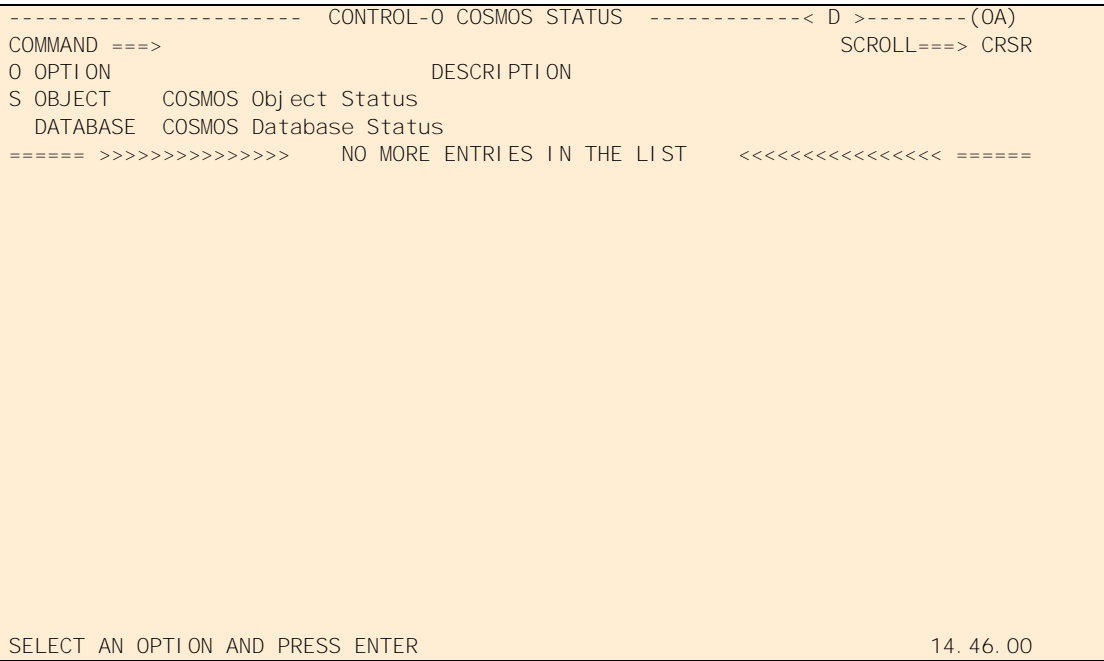 ----------------------- CONTROL-O COSMOS STATUS ------------< D >--------(OA)
COMMAND ===> SCROLL===> CRSR
O OPTION DESCRIPTION
S OBJECT COSMOS Object Status
DATABASE COSMOS Database Status
====== >>>>>>>>>>>>>>> NO MORE ENTRIES IN THE LIST <<<<<<<<<<<<<<<< ======
SELECT AN OPTION AND PRESS ENTER 14.46.00